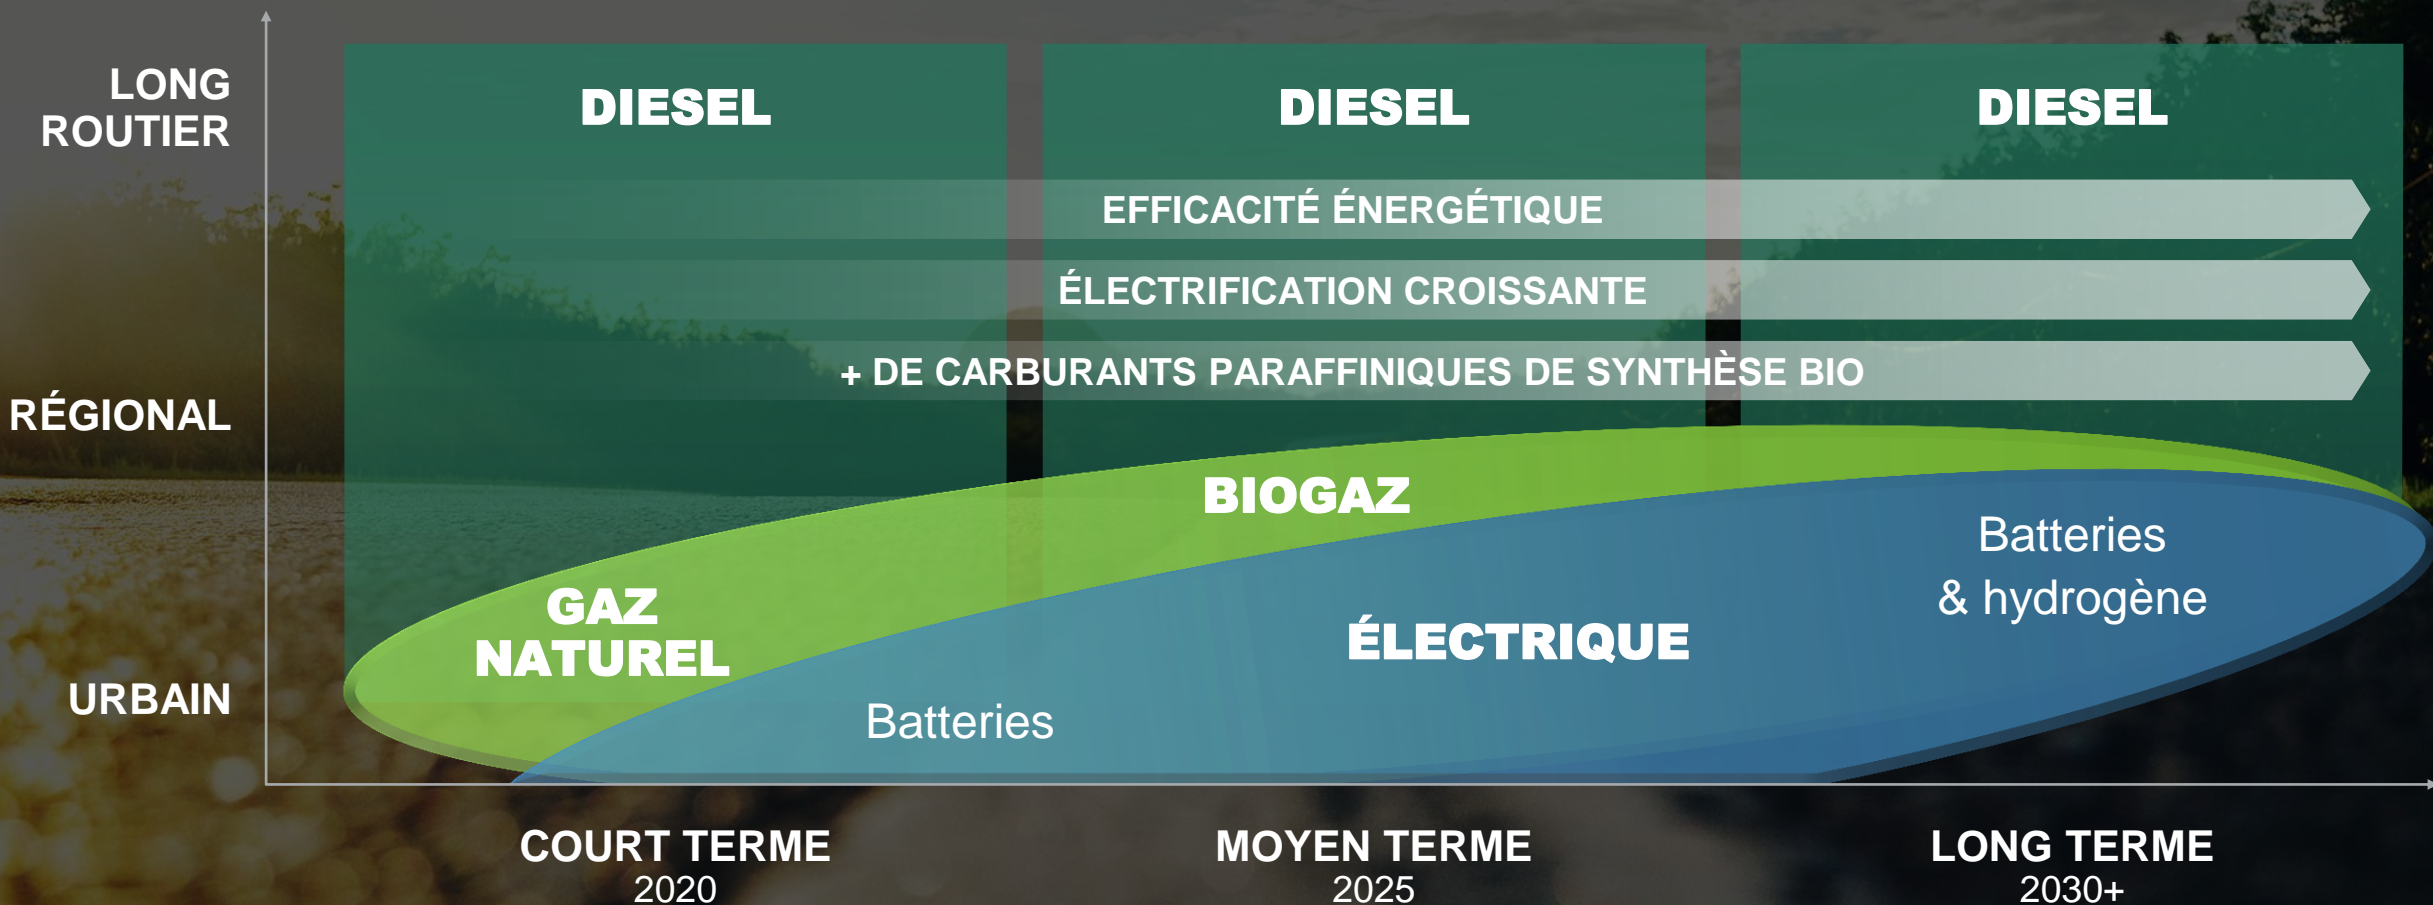 LONG
ROUTIER
DIESEL
DIESEL
DIESEL
EFFICACITÉ ÉNERGÉTIQUE
ÉLECTRIFICATION CROISSANTE
+ DE CARBURANTS PARAFFINIQUES DE SYNTHÈSE BIO
RÉGIONAL
BIOGAZ
Batteries
& hydrogène
GAZ
NATUREL
ÉLECTRIQUE
URBAIN
Batteries
COURT TERME
2020
MOYEN TERME
2025
LONG TERME
2030+